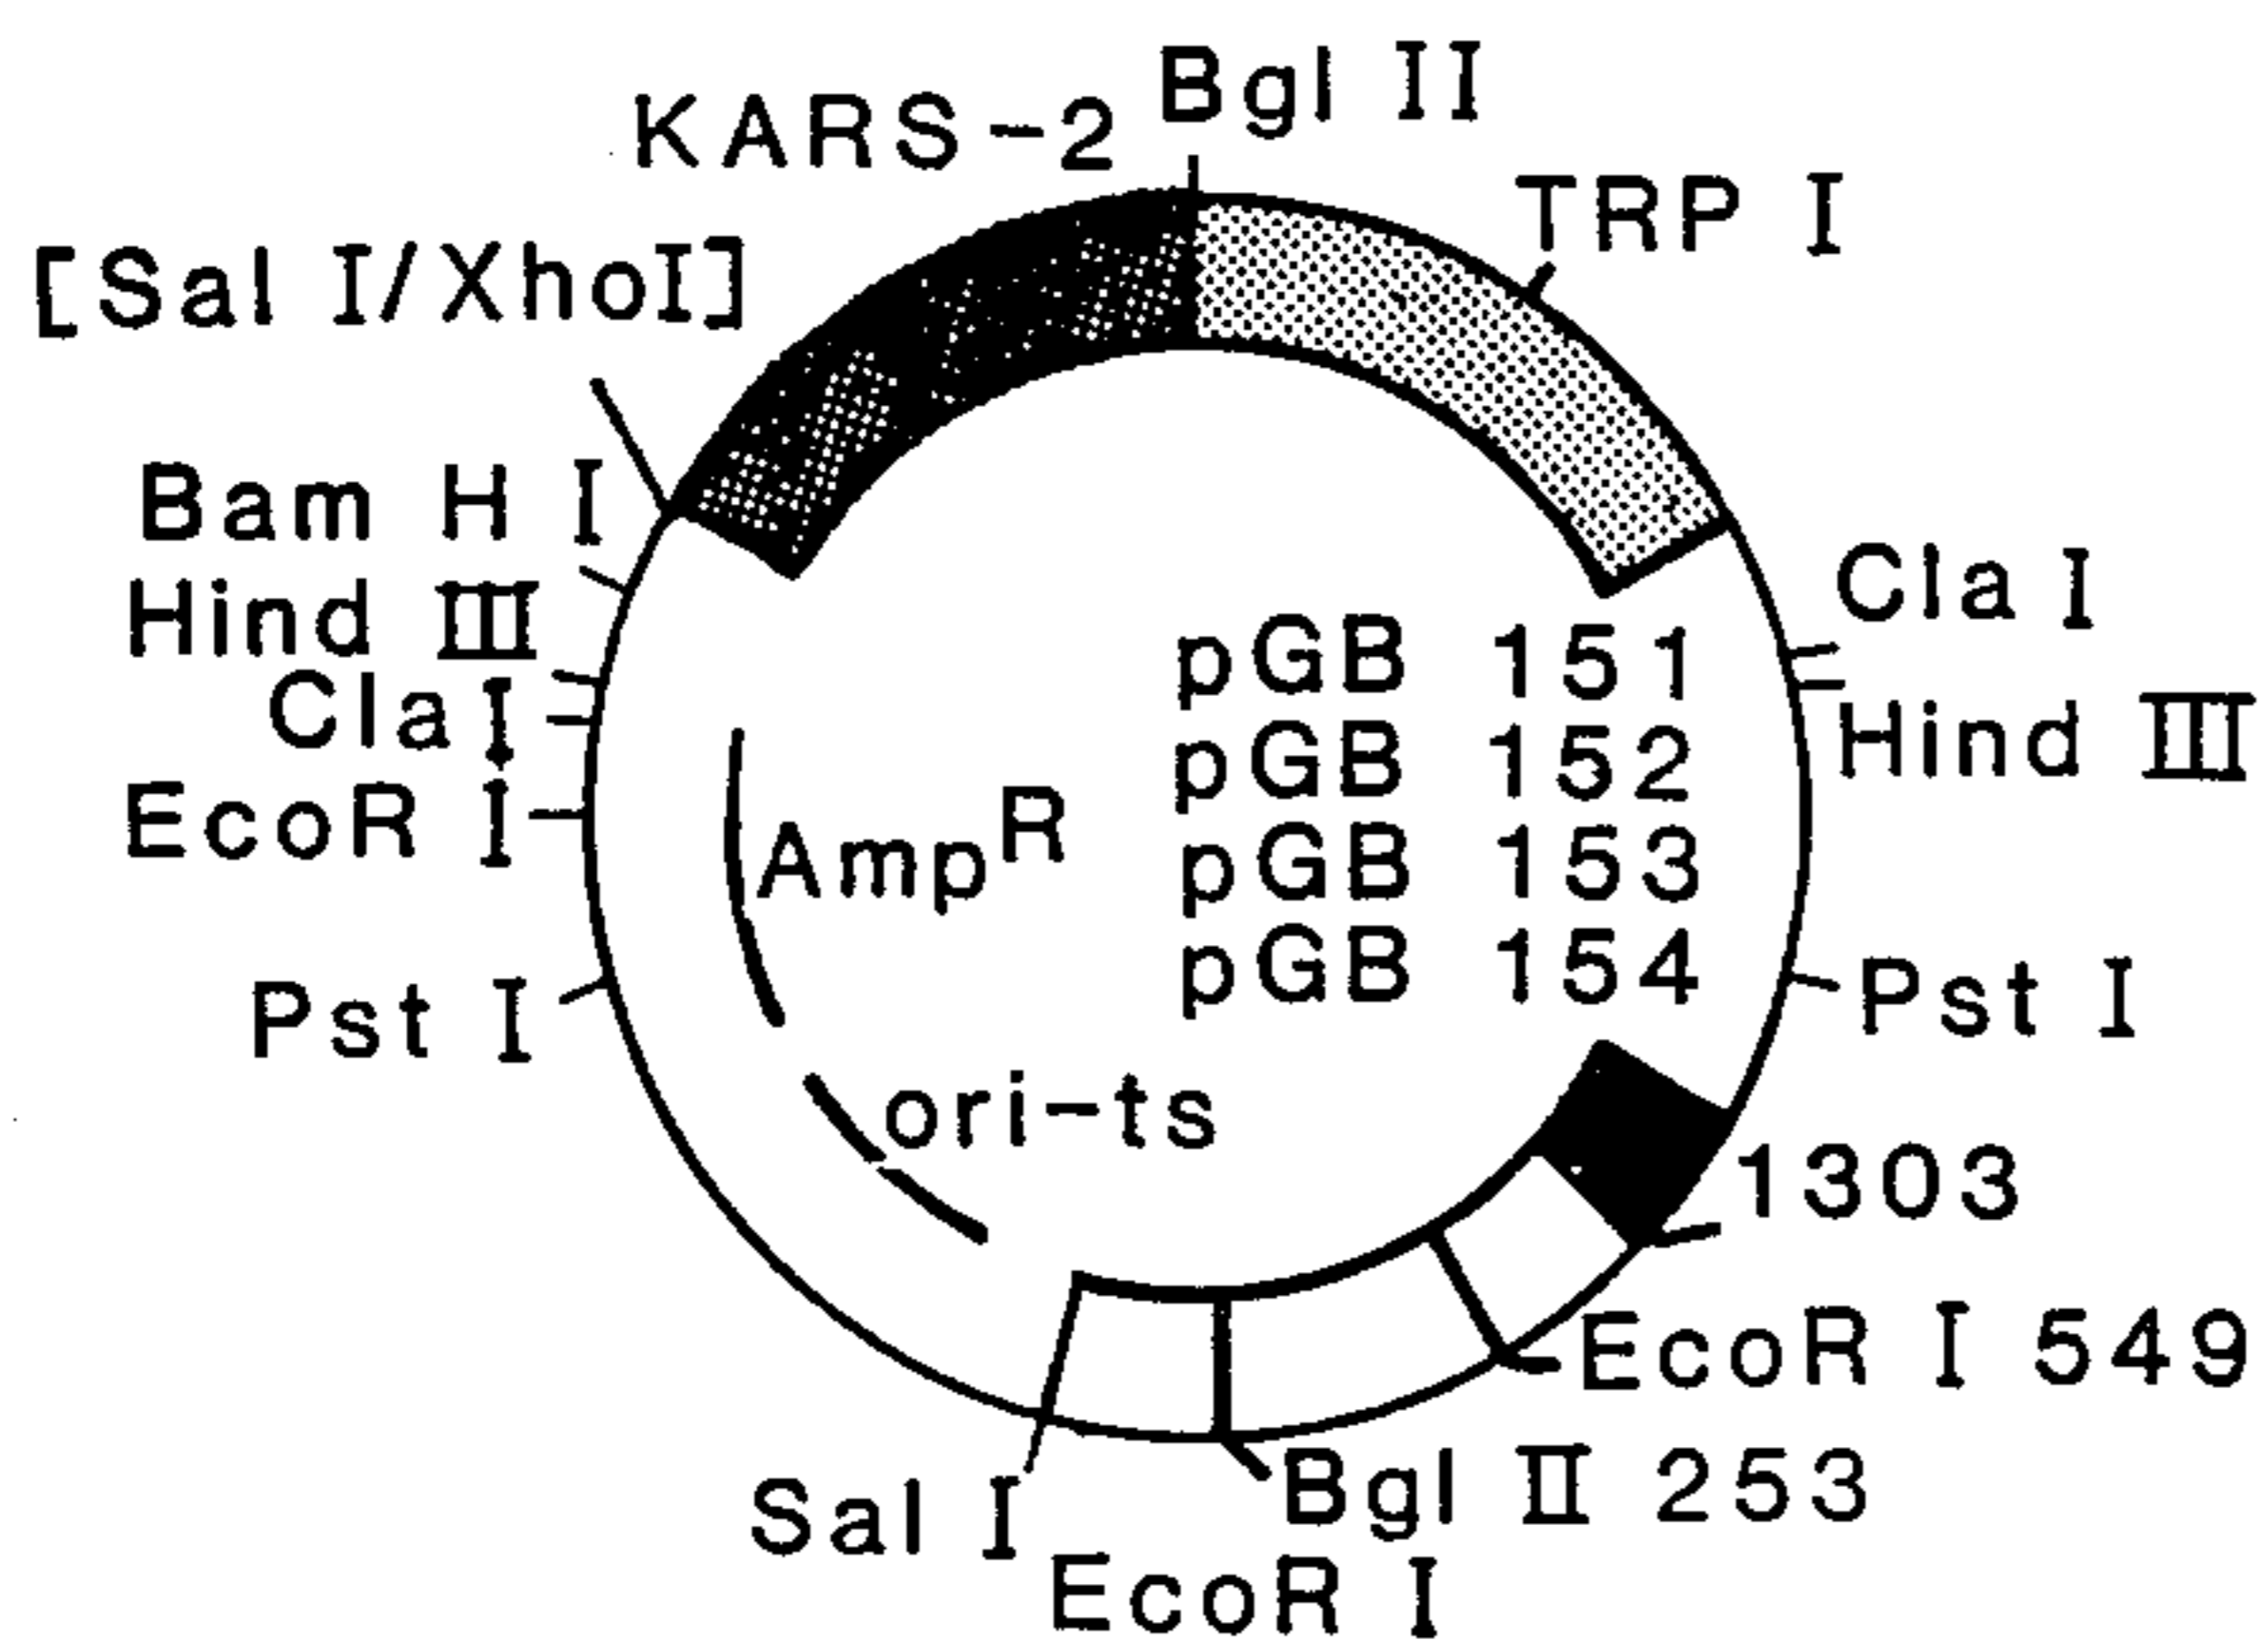 KARS-2
Bgl II
TRP I
[Sal I/XhoI]
Bam H I
Hind III
Cla I
EcoR I
Pst I
Cla I
Hind III
Pst I
pGB 151
pGB 152
pGB 153
pGB 154
AmpR
ori-ts
1303
EcoR I 549
Bgl II 253
Sal I
EcoR I